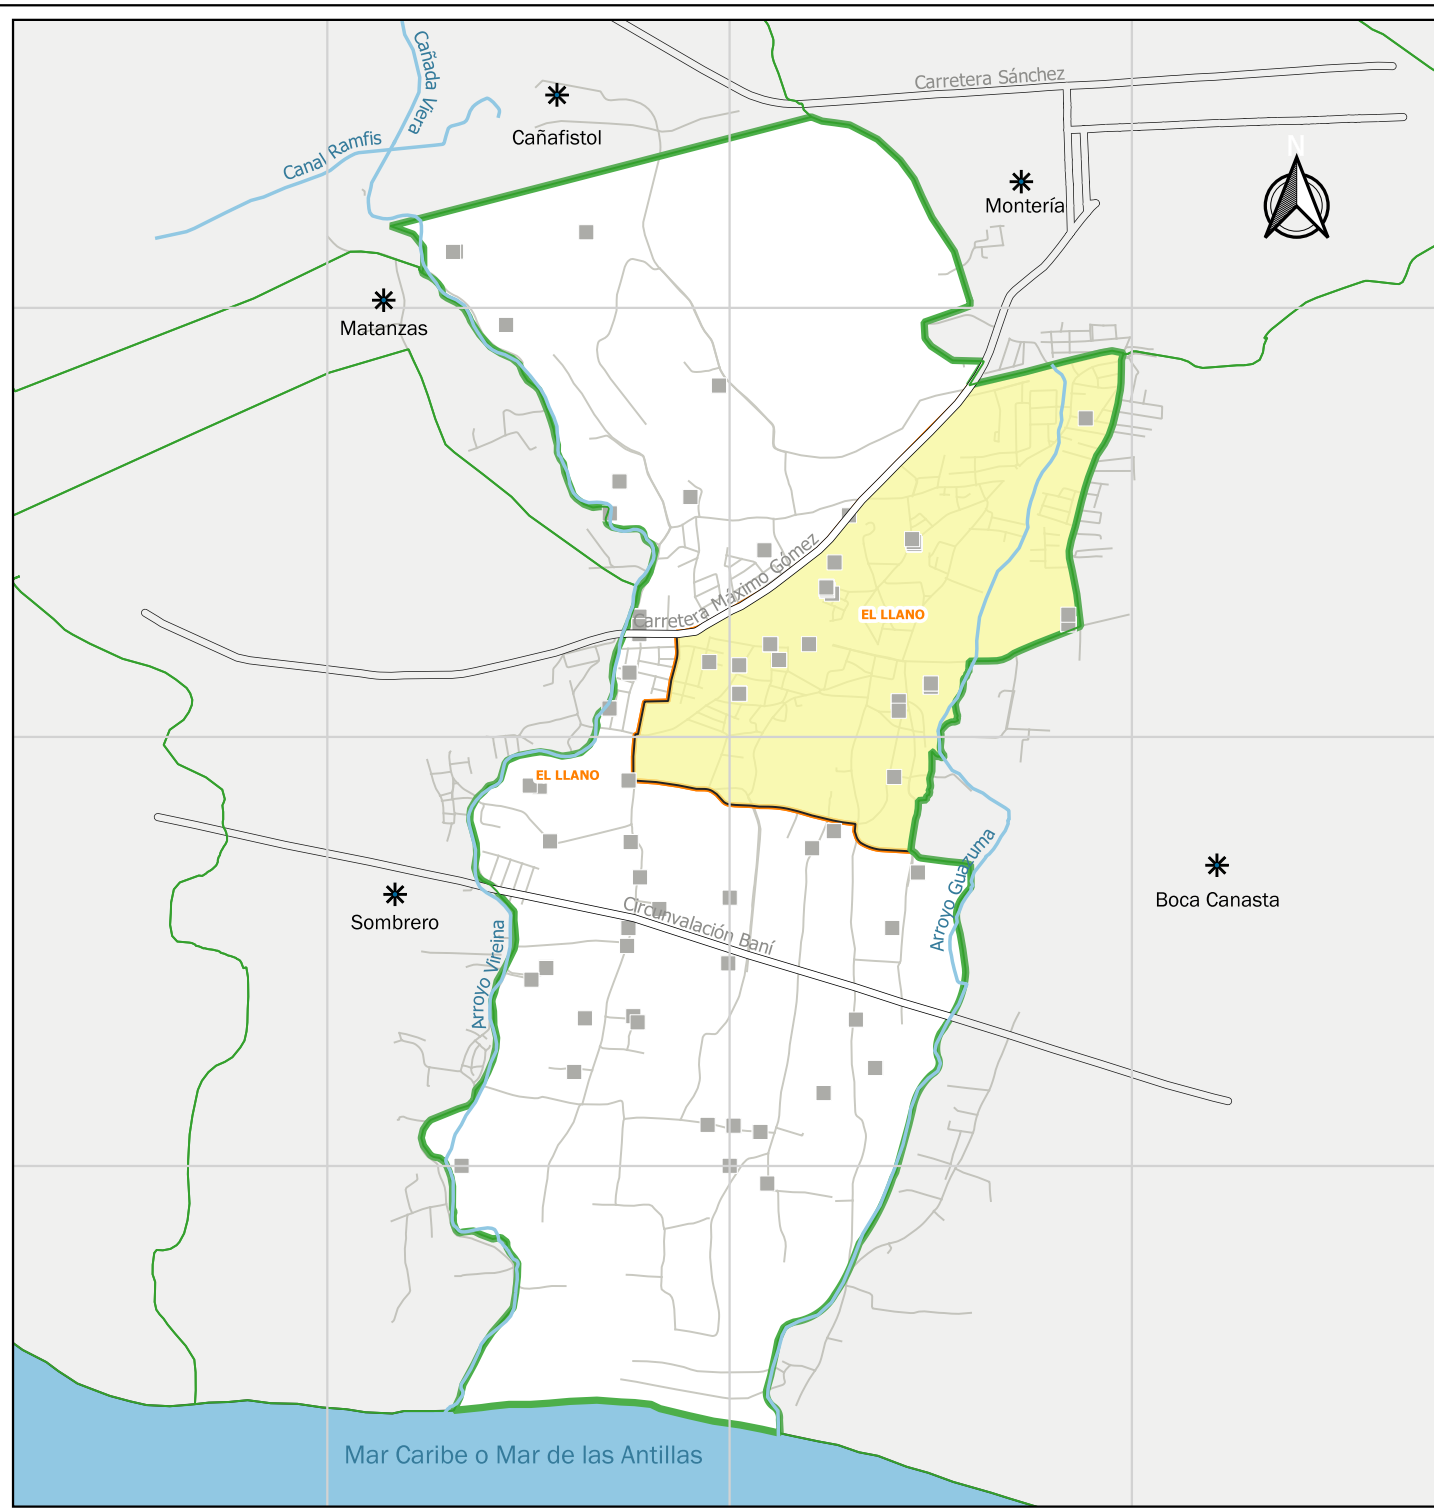 Cañada Viera
Carretera Sánchez
Cañafistol
Canal Ramfis
N
Montería
Matanzas
Carretera Máximo Gómez
EL LLANO
EL LLANO
Arroyo Guazuma
Boca Canasta
Sombrero
Circunvalación Baní
Arroyo Vireina
Mar Caribe o Mar de las Antillas